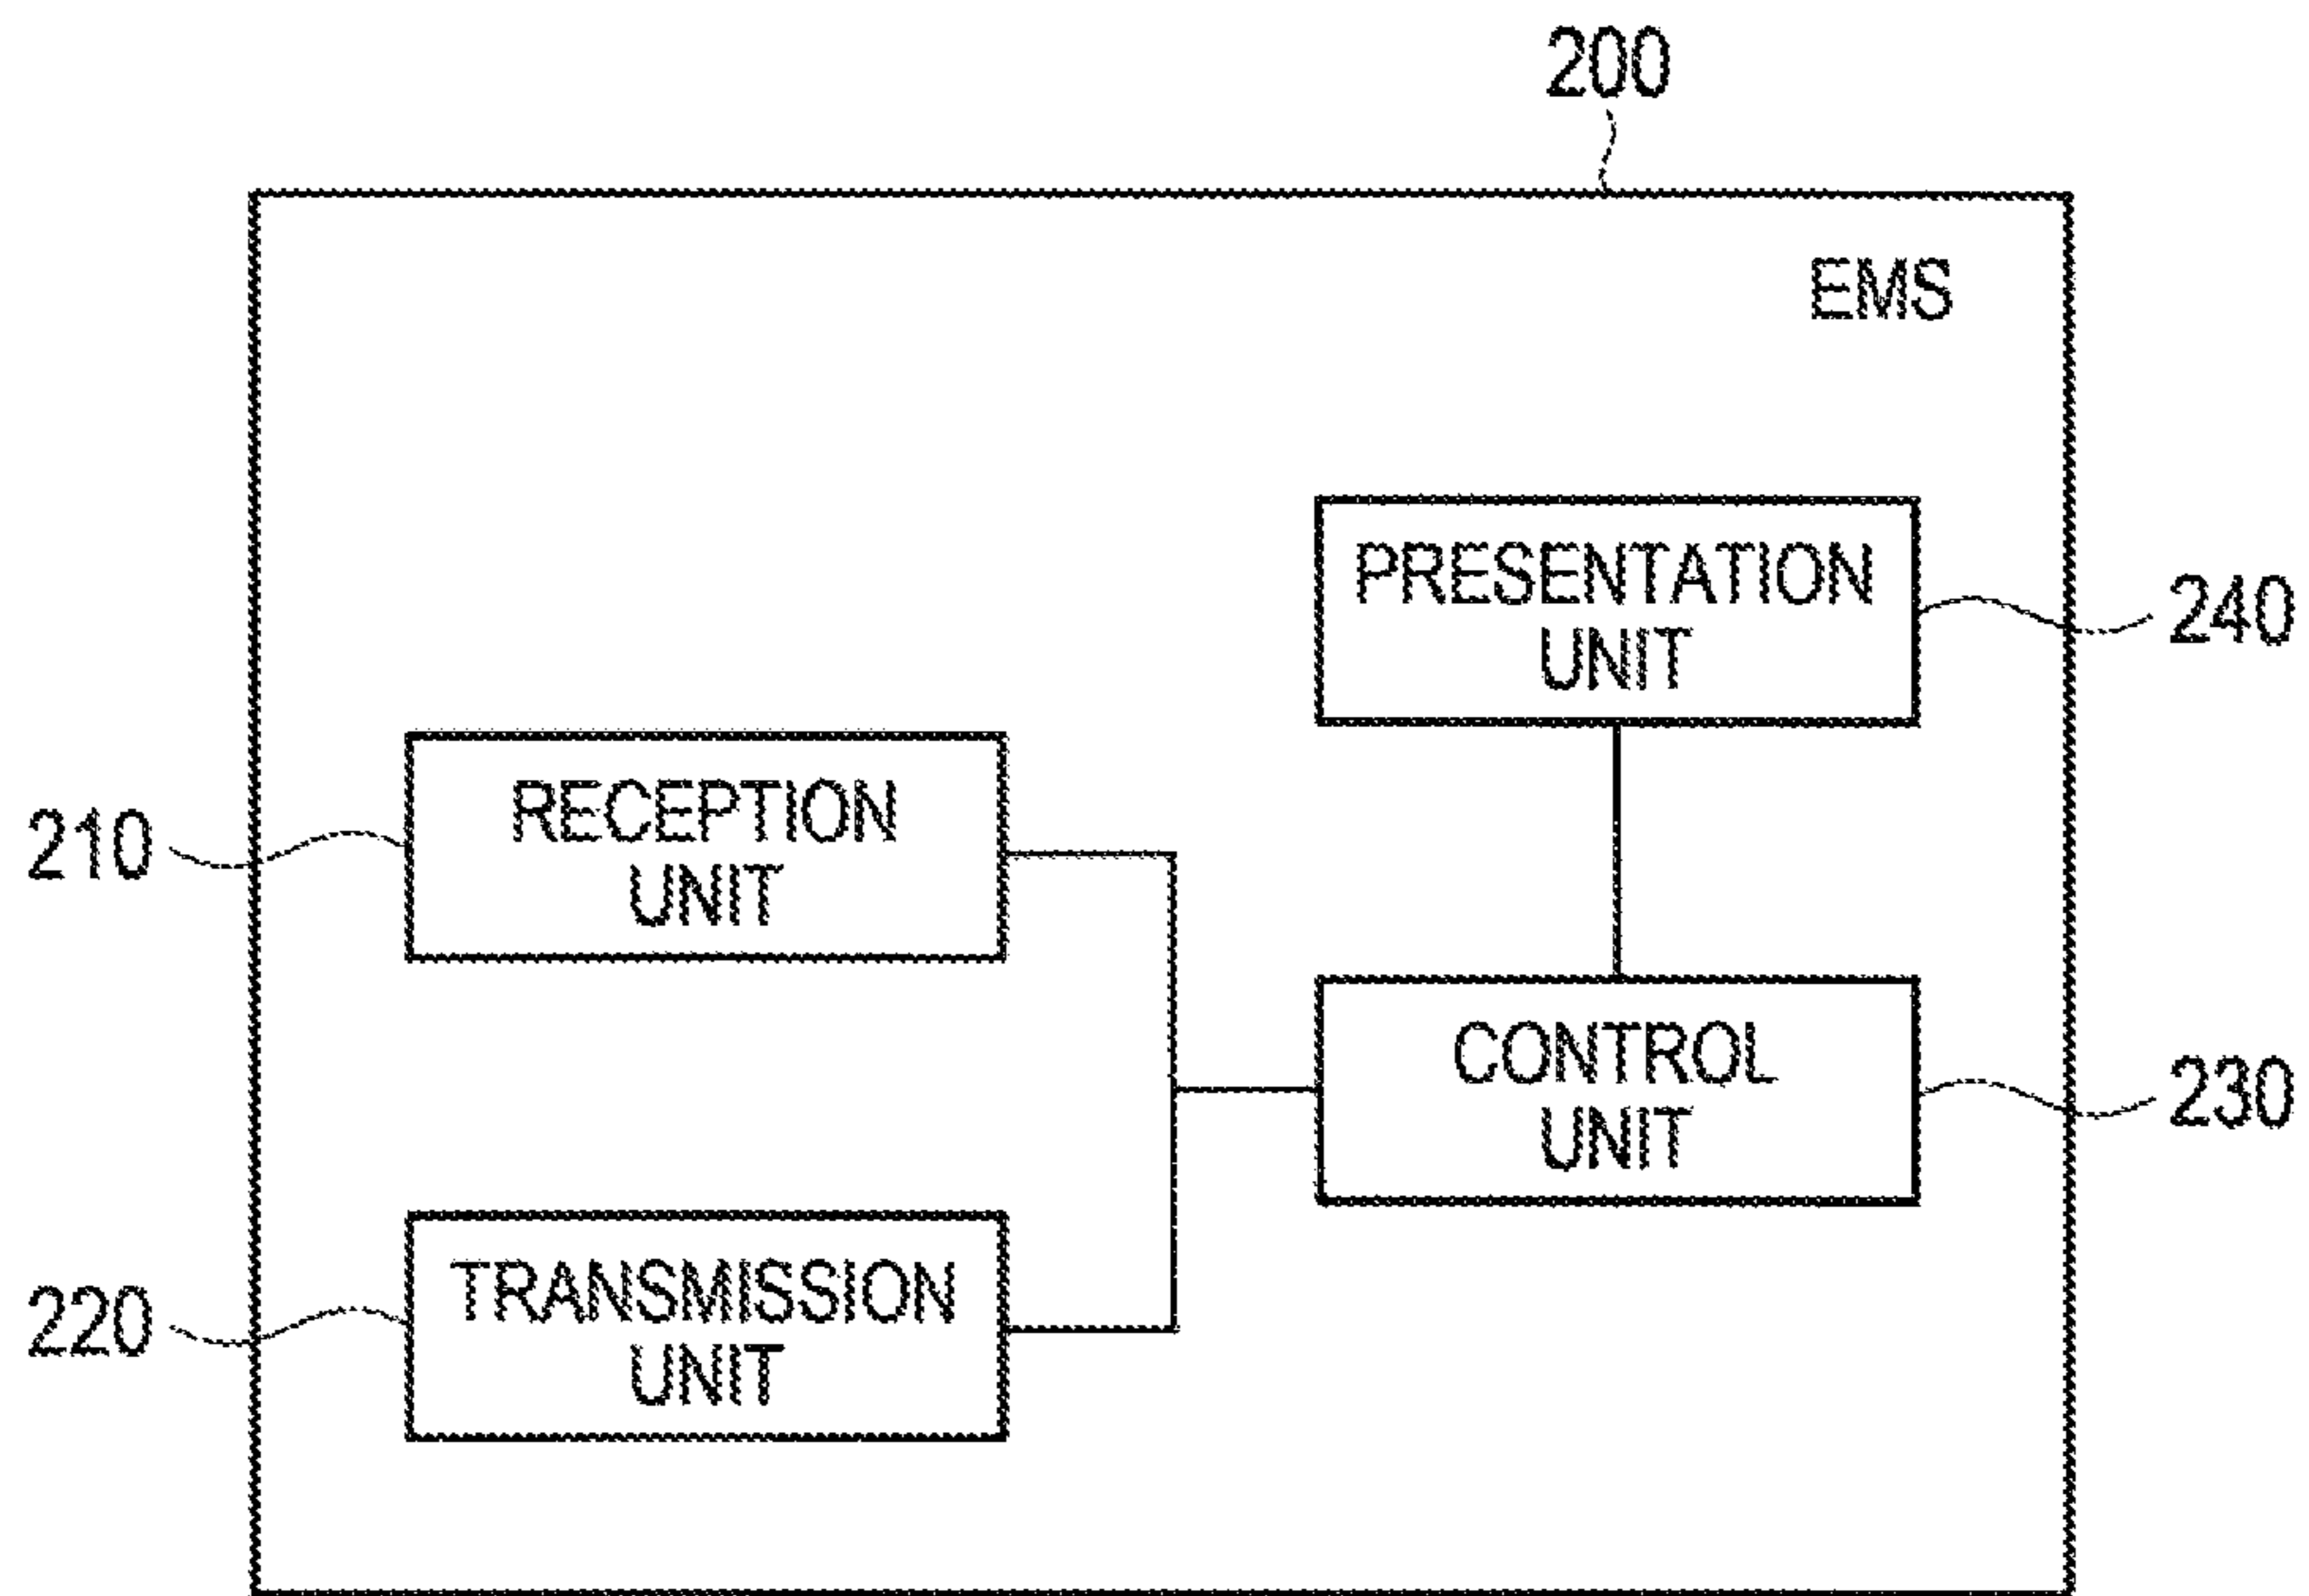 200
EMS
PRESENTATION
UNIT
240
210
RECEPTION
UNIT
CONTROL
UNIT
230
220
TRANSMISSION
UNIT